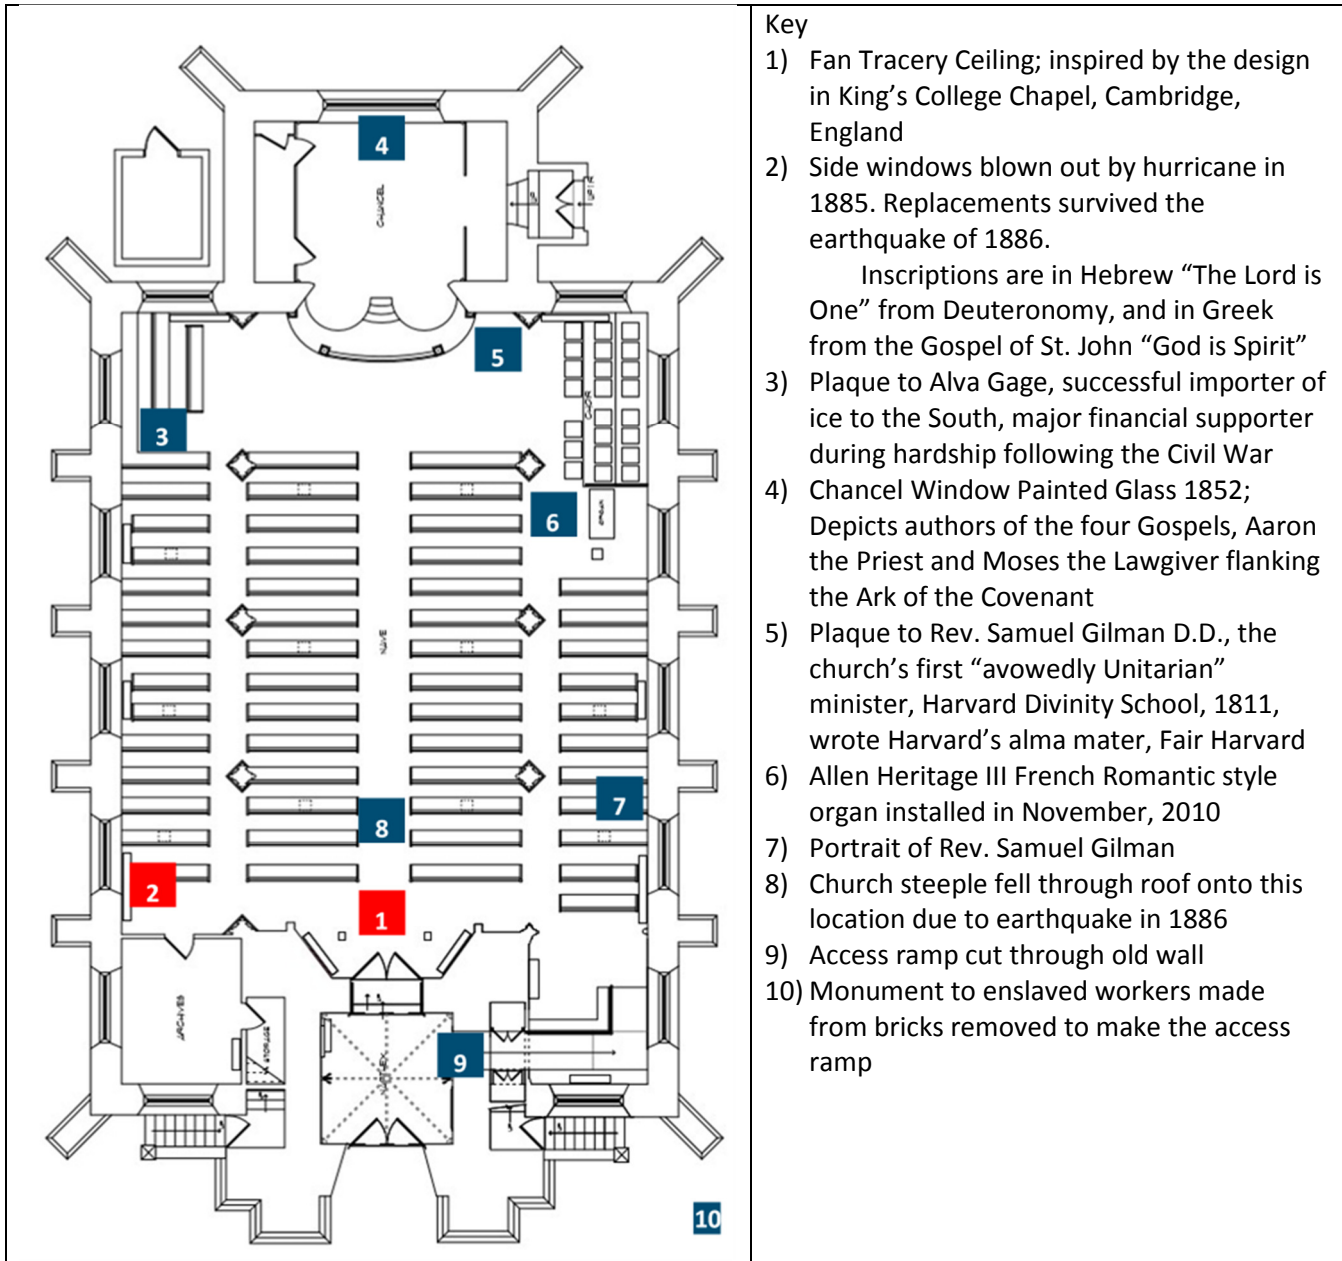 4
CHANCEL
UP
UP
5
CHOIR
3
6
ORGAN
NAVE
7
8
2
1
ARCHIVES
STORAGE
9
10
Key
1) Fan Tracery Ceiling; inspired by the design
in King’s College Chapel, Cambridge,
England
2) Side windows blown out by hurricane in
1885. Replacements survived the
earthquake of 1886.
Inscriptions are in Hebrew “The Lord is
One” from Deuteronomy, and in Greek
from the Gospel of St. John “God is Spirit”
3) Plaque to Alva Gage, successful importer of
ice to the South, major financial supporter
during hardship following the Civil War
4) Chancel Window Painted Glass 1852;
Depicts authors of the four Gospels, Aaron
the Priest and Moses the Lawgiver flanking
the Ark of the Covenant
5) Plaque to Rev. Samuel Gilman D.D., the
church’s first “avowedly Unitarian”
minister, Harvard Divinity School, 1811,
wrote Harvard’s alma mater, Fair Harvard
6) Allen Heritage III French Romantic style
organ installed in November, 2010
7) Portrait of Rev. Samuel Gilman
8) Church steeple fell through roof onto this
location due to earthquake in 1886
9) Access ramp cut through old wall
10) Monument to enslaved workers made
from bricks removed to make the access
ramp